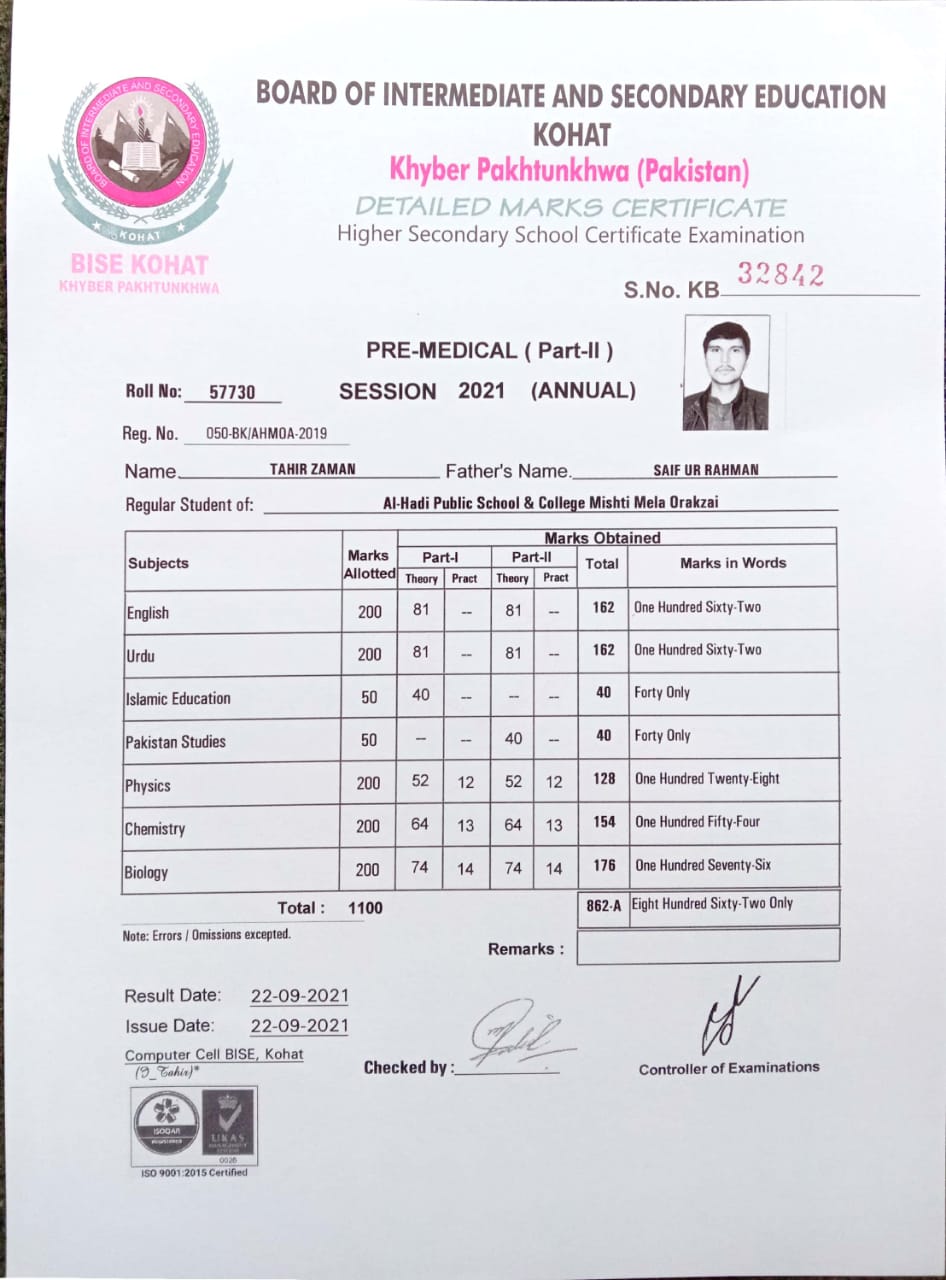 BOARD OF INTERMEDIATE AND SECONDARY EDUCATION
KOHAT
Khyber Pakhtunkhwa (Pakistan)
DETAILED MARKS CERTIFICATE
Higher Secondary School Certificate Examination
BOARD OF INTERMEDIATE AND SECONDARY EDUCATION
KOHAT
BISE KOHAT
KHYBER PAKHTUNKHWA
S.No. KB 32842
PRE-MEDICAL ( Part-II )
Roll No: 57730 SESSION 2021 (ANNUAL)
Reg. No. 050-BK/AHMOA-2019
Name. TAHIR ZAMAN Father's Name. SAIF UR RAHMAN
Regular Student of: Al-Hadi Public School & College Mishti Mela Orakzai
Marks Obtained
Subjects Marks Allotted Part-I Part-II Total Marks in Words
Theory Pract Theory Pract
English 200 81 -- 81 -- 162 One Hundred Sixty-Two
Urdu 200 81 -- 81 -- 162 One Hundred Sixty-Two
Islamic Education 50 40 -- -- -- 40 Forty Only
Pakistan Studies 50 -- -- 40 -- 40 Forty Only
Physics 200 52 12 52 12 128 One Hundred Twenty-Eight
Chemistry 200 64 13 64 13 154 One Hundred Fifty-Four
Biology 200 74 14 74 14 176 One Hundred Seventy-Six
Total : 1100 862-A Eight Hundred Sixty-Two Only
Note: Errors / Omissions excepted.
Remarks :
Result Date: 22-09-2021
Issue Date: 22-09-2021
Computer Cell BISE, Kohat
(I_Tahir)*
Checked by :
Controller of Examinations
ISOQAR
REGISTERED
UKAS
MANAGEMENT
SYSTEMS
0026
ISO 9001:2015 Certified